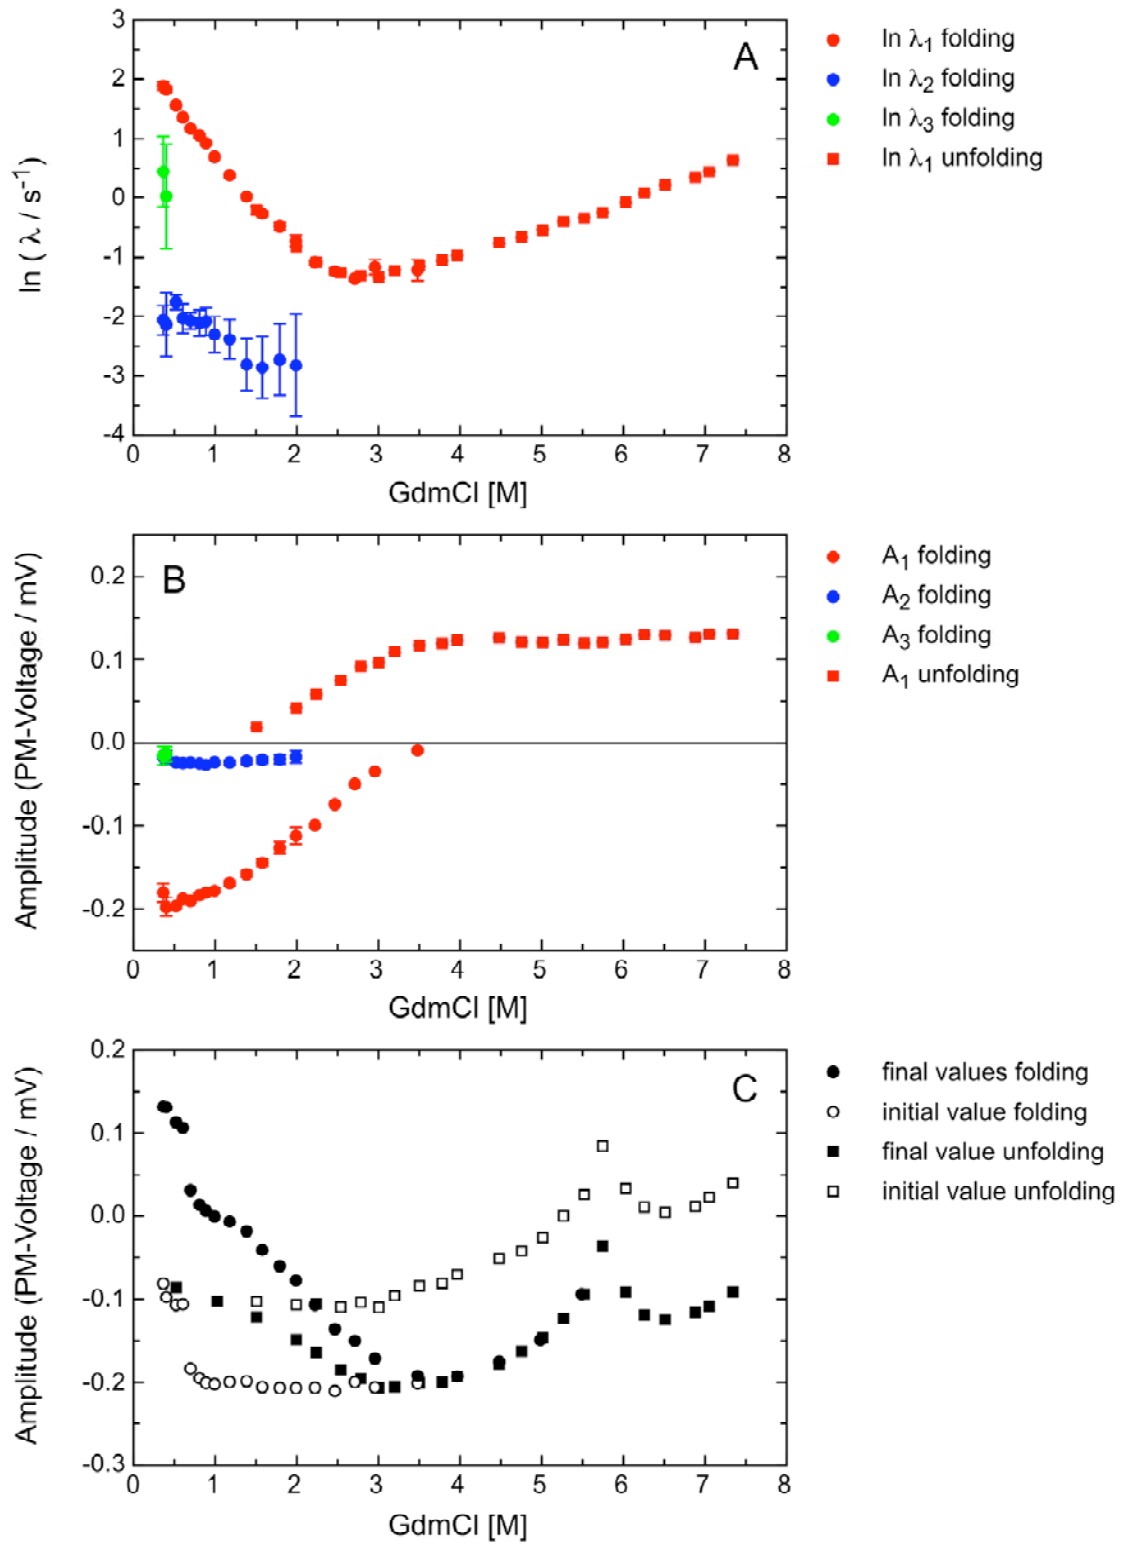 A
3
2
1
0
-1
-2
-3
-4
ln ( λ / s⁻¹)
0 1 2 3 4 5 6 7 8
GdmCl [M]
ln λ₁ folding
ln λ₂ folding
ln λ₃ folding
ln λ₁ unfolding
B
0.2
0.1
0.0
-0.1
-0.2
Amplitude (PM-Voltage / mV)
0 1 2 3 4 5 6 7 8
GdmCl [M]
A₁ folding
A₂ folding
A₃ folding
A₁ unfolding
C
0.2
0.1
0.0
-0.1
-0.2
-0.3
Amplitude (PM-Voltage / mV)
0 1 2 3 4 5 6 7 8
GdmCl [M]
final values folding
initial value folding
final value unfolding
initial value unfolding